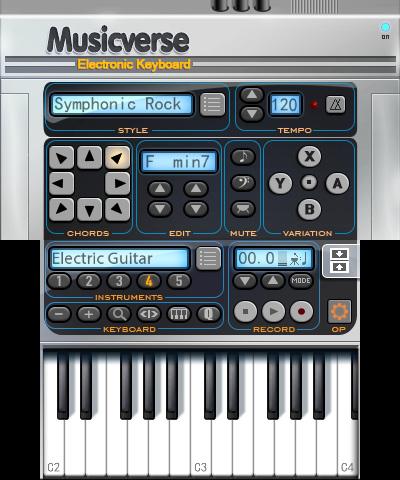 Musicverse
on
Electronic Keyboard
Symphonic Rock
120
STYLE
TEMPO
F min7
X
Y
A
B
CHORDS
EDIT
MUTE
VARIATION
Electric Guitar
00.0
1 2 3 4 5
MODE
INSTRUMENTS
KEYBOARD
RECORD
OP
C2
C3
C4